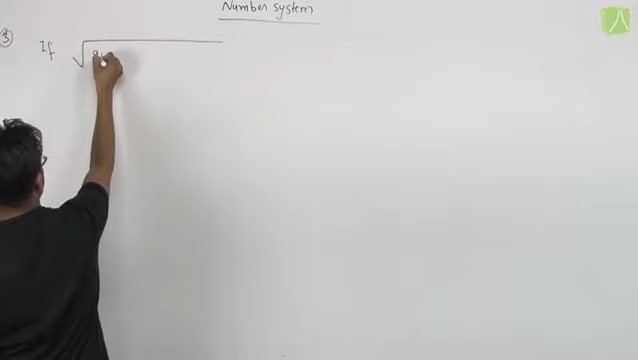 Number system
③ If √